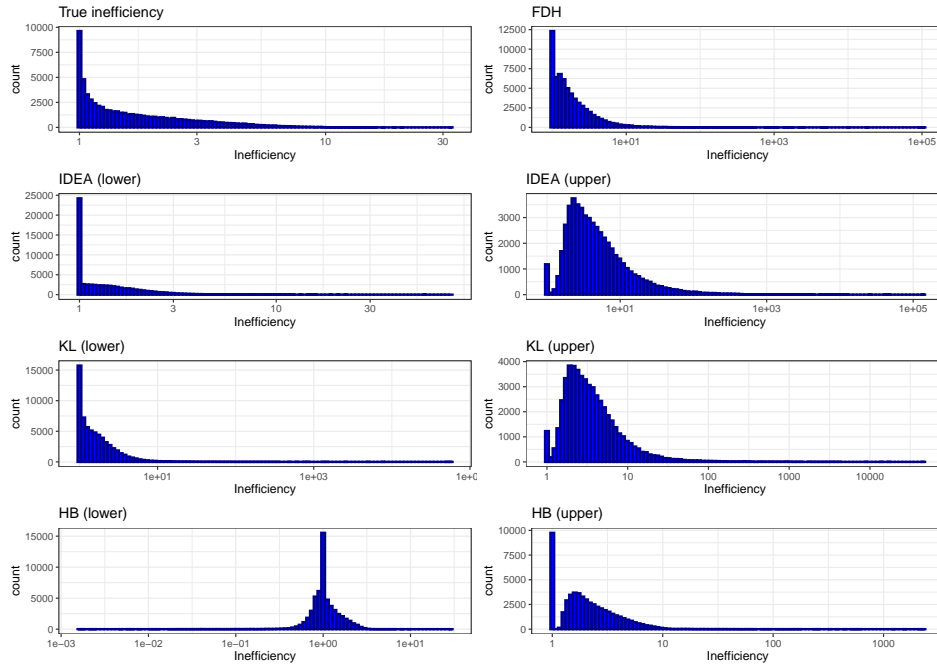 True inefficiency
10000
7500
5000
2500
0
count
1 3 10 30
Inefficiency
FDH
12500
10000
7500
5000
2500
0
count
1e+01 1e+03 1e+05
Inefficiency
IDEA (lower)
25000
20000
15000
10000
5000
0
count
1 3 10 30
Inefficiency
IDEA (upper)
3000
2000
1000
0
count
1e+01 1e+03 1e+05
Inefficiency
KL (lower)
15000
10000
5000
0
count
1e+01 1e+03 1e+0
Inefficiency
KL (upper)
4000
3000
2000
1000
0
count
1 10 100 1000 10000
Inefficiency
HB (lower)
15000
10000
5000
0
count
1e−03 1e−02 1e−01 1e+00 1e+01
Inefficiency
HB (upper)
10000
7500
5000
2500
0
count
1 10 100 1000
Inefficiency